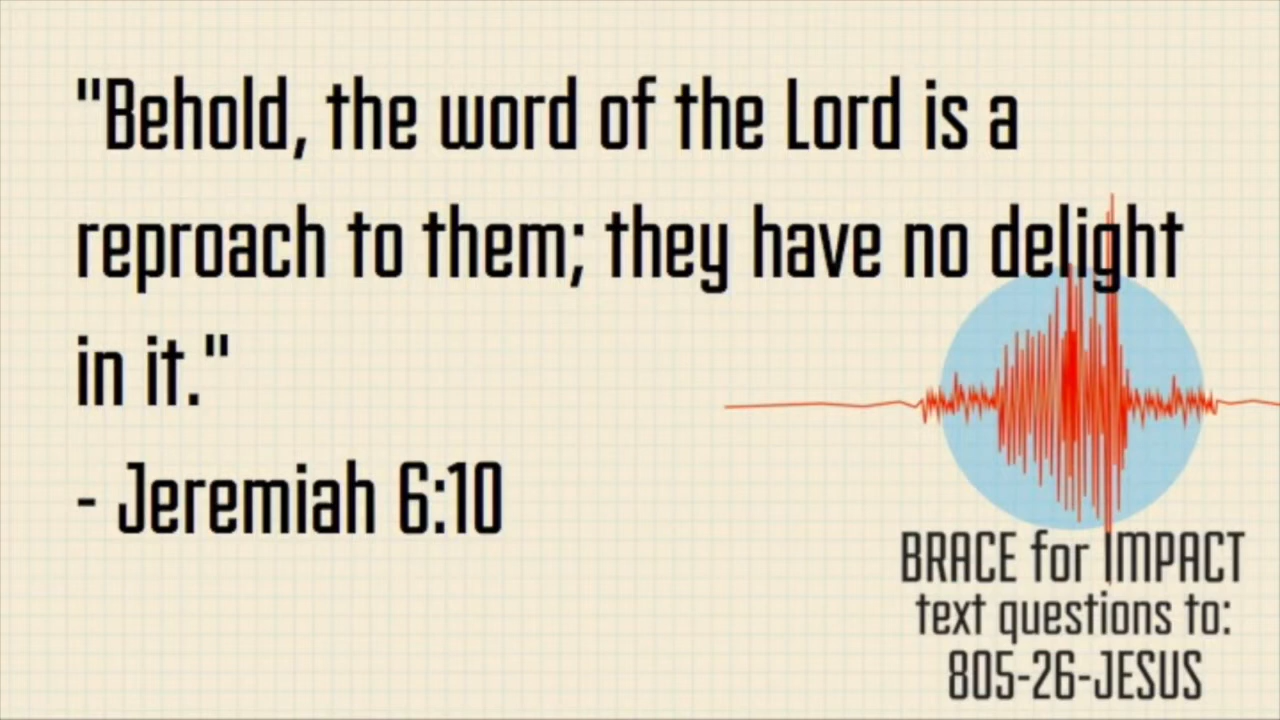 "Behold, the word of the Lord is a
reproach to them; they have no delight
in it."
- Jeremiah 6:10
BRACE for IMPACT
text questions to:
805-26-JESUS